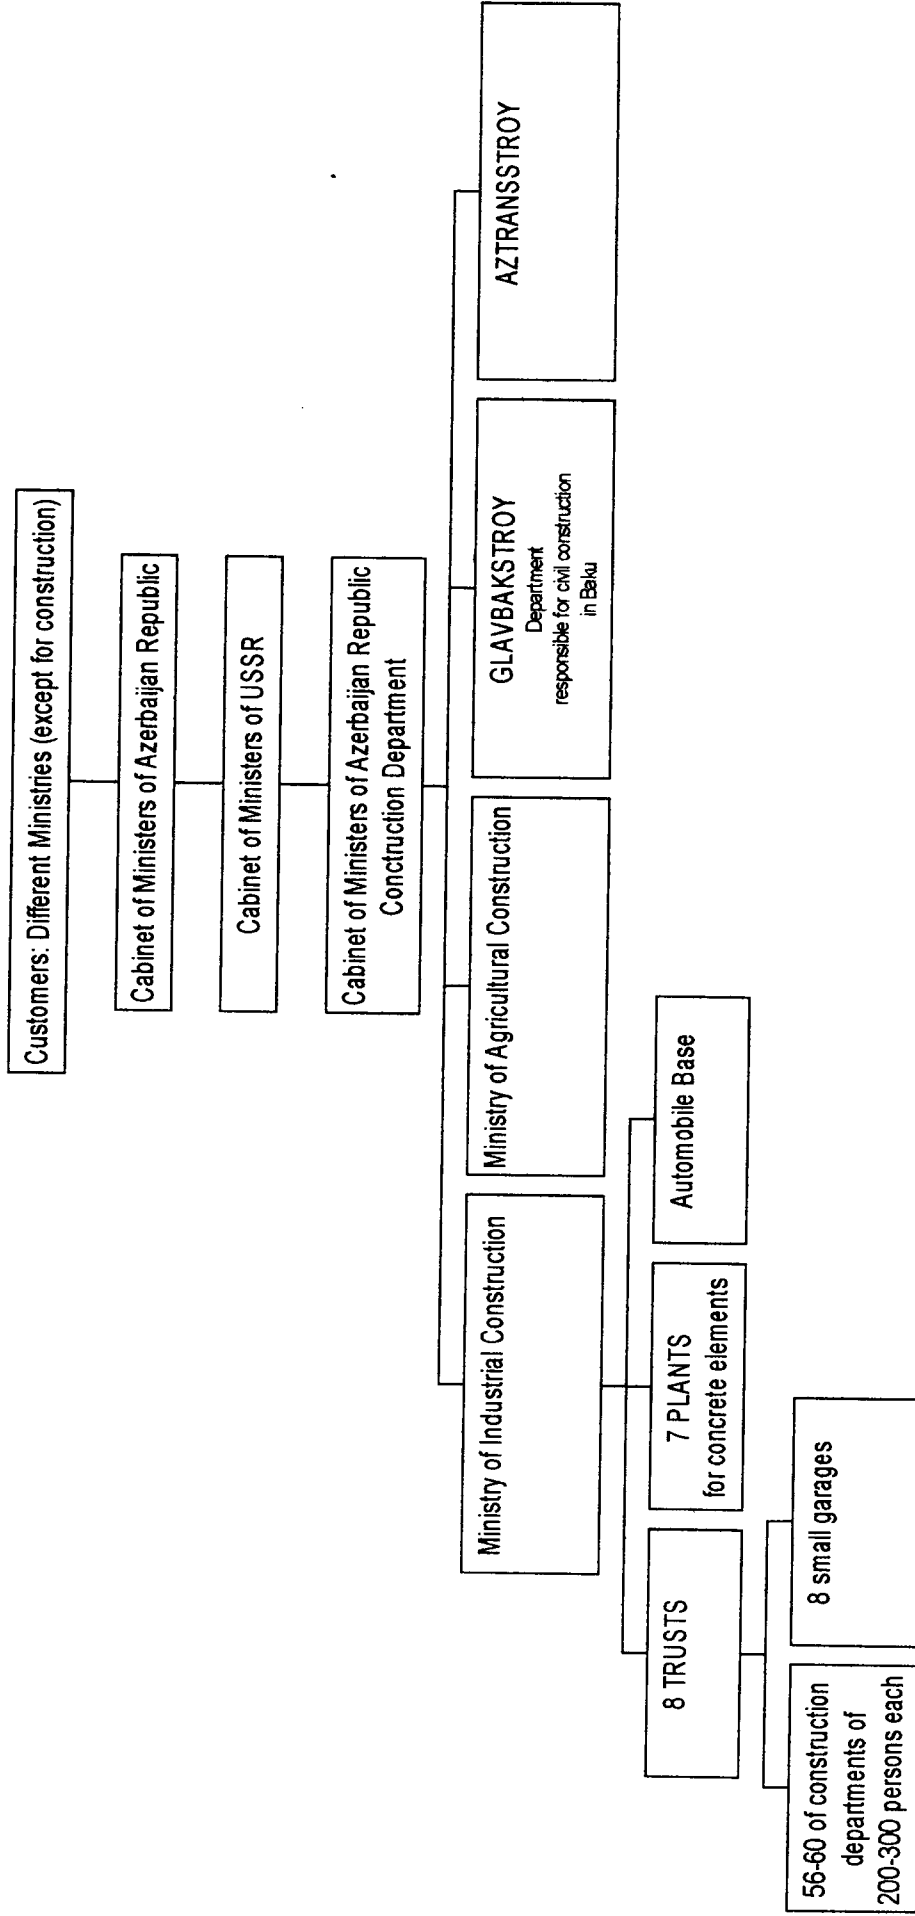 Customers: Different Ministries (except for construction)
Cabinet of Ministers of Azerbaijan Republic
Cabinet of Ministers of USSR
Cabinet of Ministers of Azerbaijan Republic
Conctruction Department
Ministry of Industrial Construction
Ministry of Agricultural Construction
GLAVBAKSTROY
Department
responsible for civil construction
in Baku
AZTRANSSTROY
8 TRUSTS
7 PLANTS
for concrete elements
Automobile Base
56-60 of construction
departments of
200-300 persons each
8 small garages